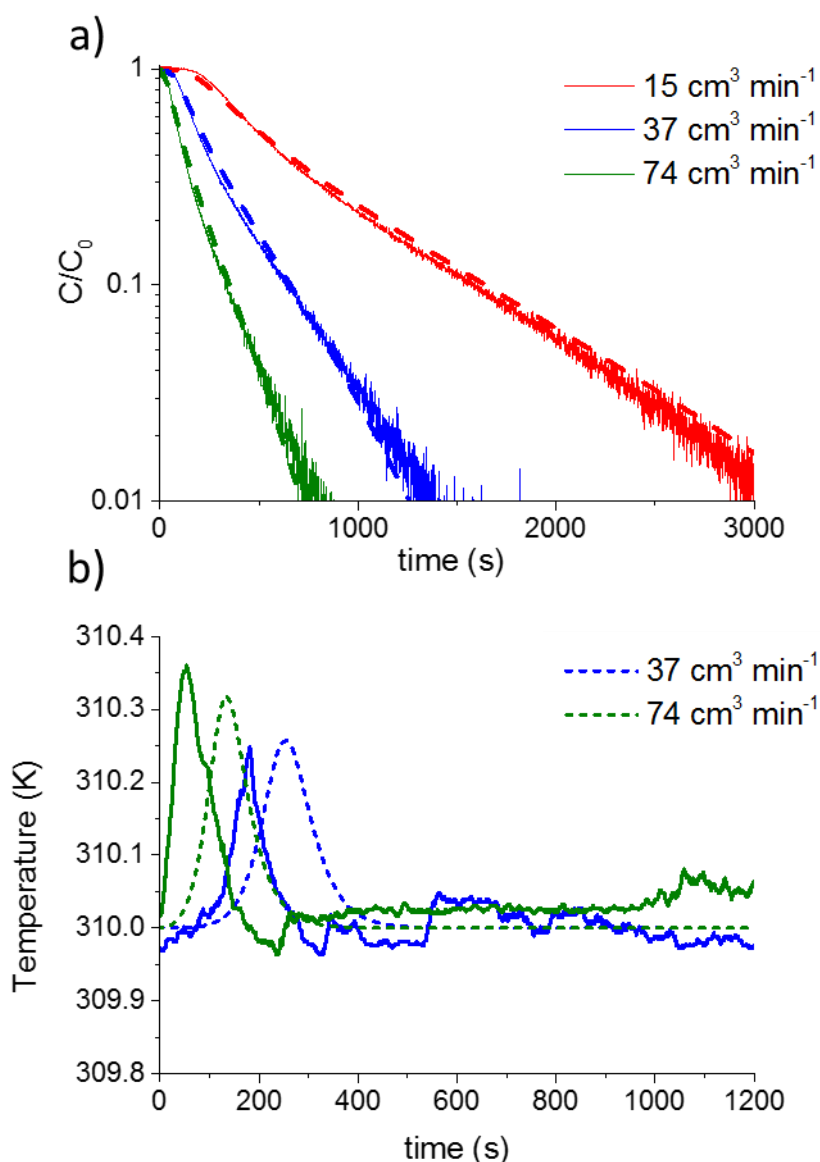 a)
1
0.1
0.01
C/C₀
15 cm³ min⁻¹
37 cm³ min⁻¹
74 cm³ min⁻¹
0 1000 2000 3000
time (s)
b)
310.4
310.3
310.2
310.1
310.0
309.9
309.8
Temperature (K)
37 cm³ min⁻¹
74 cm³ min⁻¹
0 200 400 600 800 1000 1200
time (s)